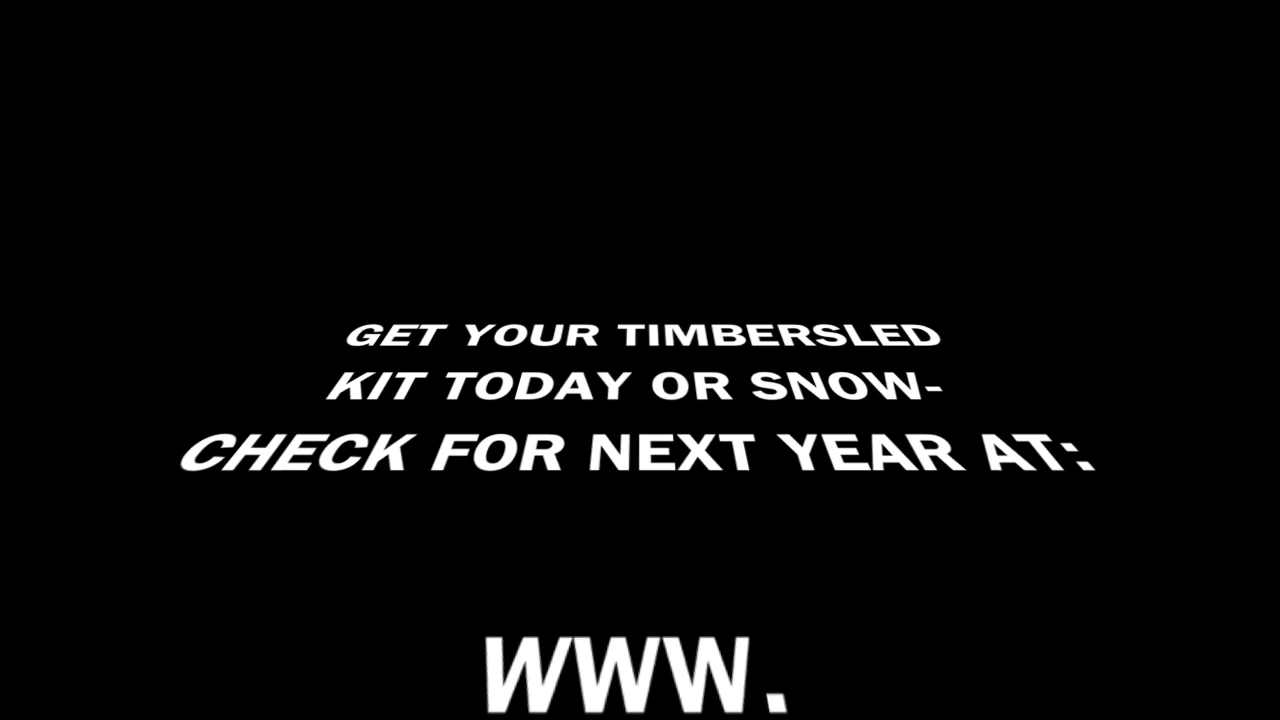 GET YOUR TIMBERSLED
KIT TODAY OR SNOW-
CHECK FOR NEXT YEAR AT:
WWW.